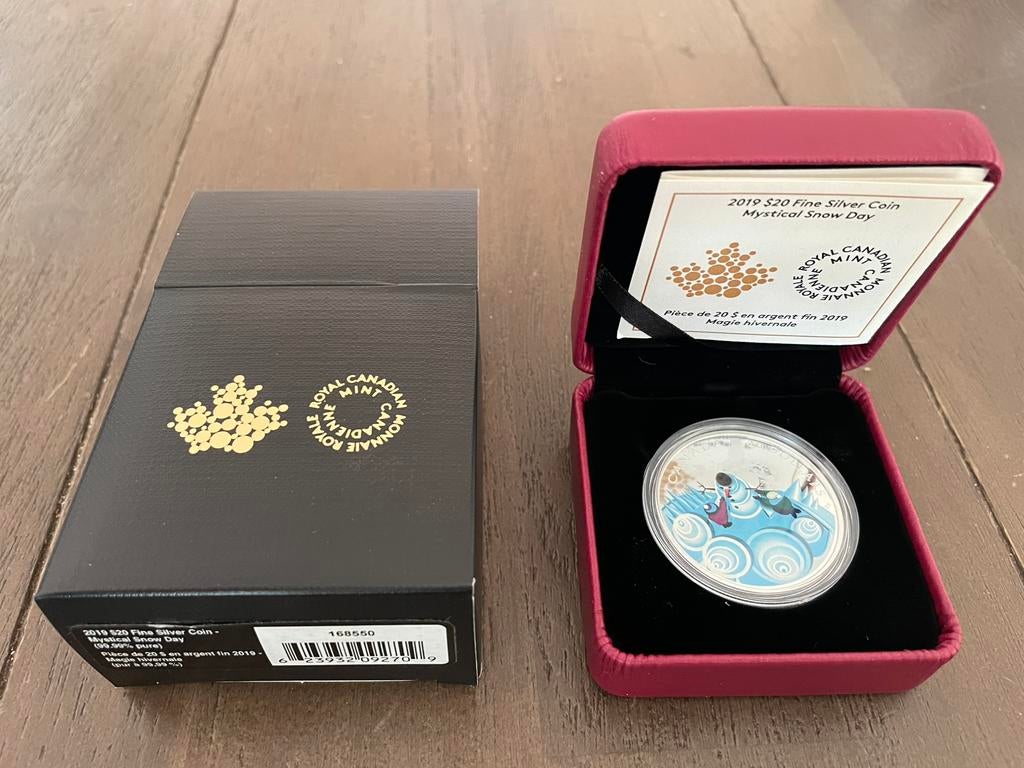 ROYAL CANADIAN MINT
MONNAIE ROYALE CANADIENNE
2019 $20 Fine Silver Coin -
Mystical Snow Day
(99.99% pure)
Pièce de 20 $ en argent fin 2019 -
Magie hivernale
(pur à 99,99 %)
168550
6 23932 09270 9
2019 $20 Fine Silver Coin
Mystical Snow Day
ROYAL CANADIAN MINT
MONNAIE ROYALE CANADIENNE
Pièce de 20 $ en argent fin 2019
Magie hivernale